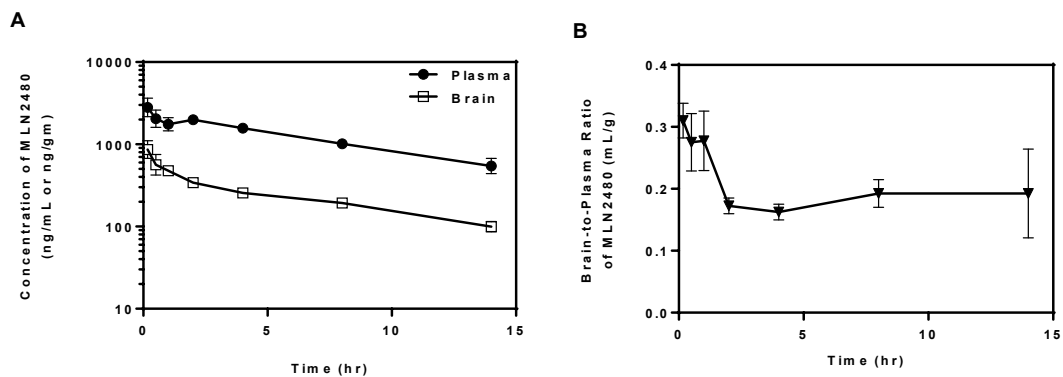 A
Concentration of MLN2480
(ng/mL or ng/gm)
10000
1000
100
10
Plasma
Brain
0
5
10
15
Time (hr)
B
Brain-to-Plasma Ratio
of MLN2480 (mL/g)
0.4
0.3
0.2
0.1
0.0
0
5
10
15
Time (hr)